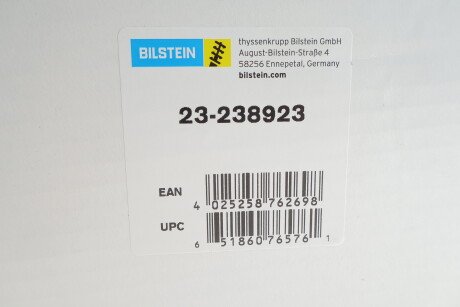 BILSTEIN
thyssenkrupp Bilstein GmbH
August-Bilstein-Straße 4
58256 Ennepetal, Germany
bilstein.com
23-238923
EAN
4 025258 762698
UPC
6 51860 76576 1